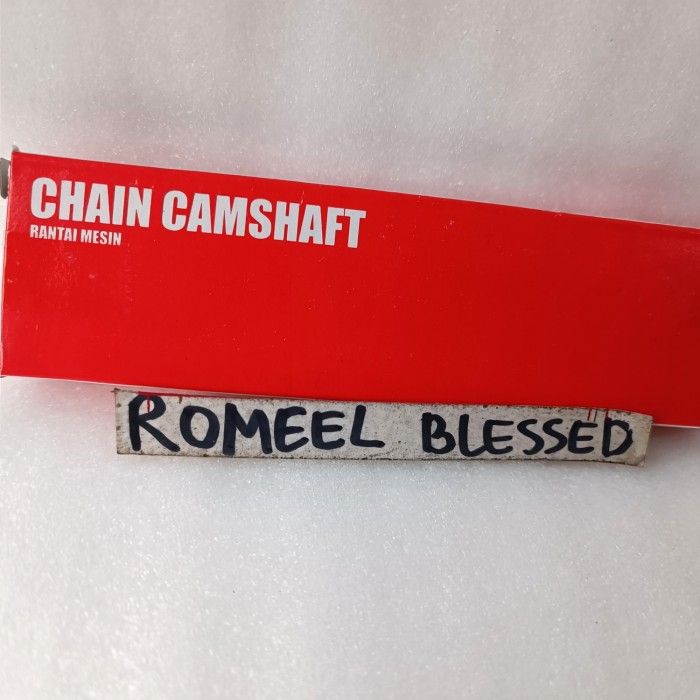 CHAIN CAMSHAFT
RANTAI MESIN
ROMEEL BLESSED